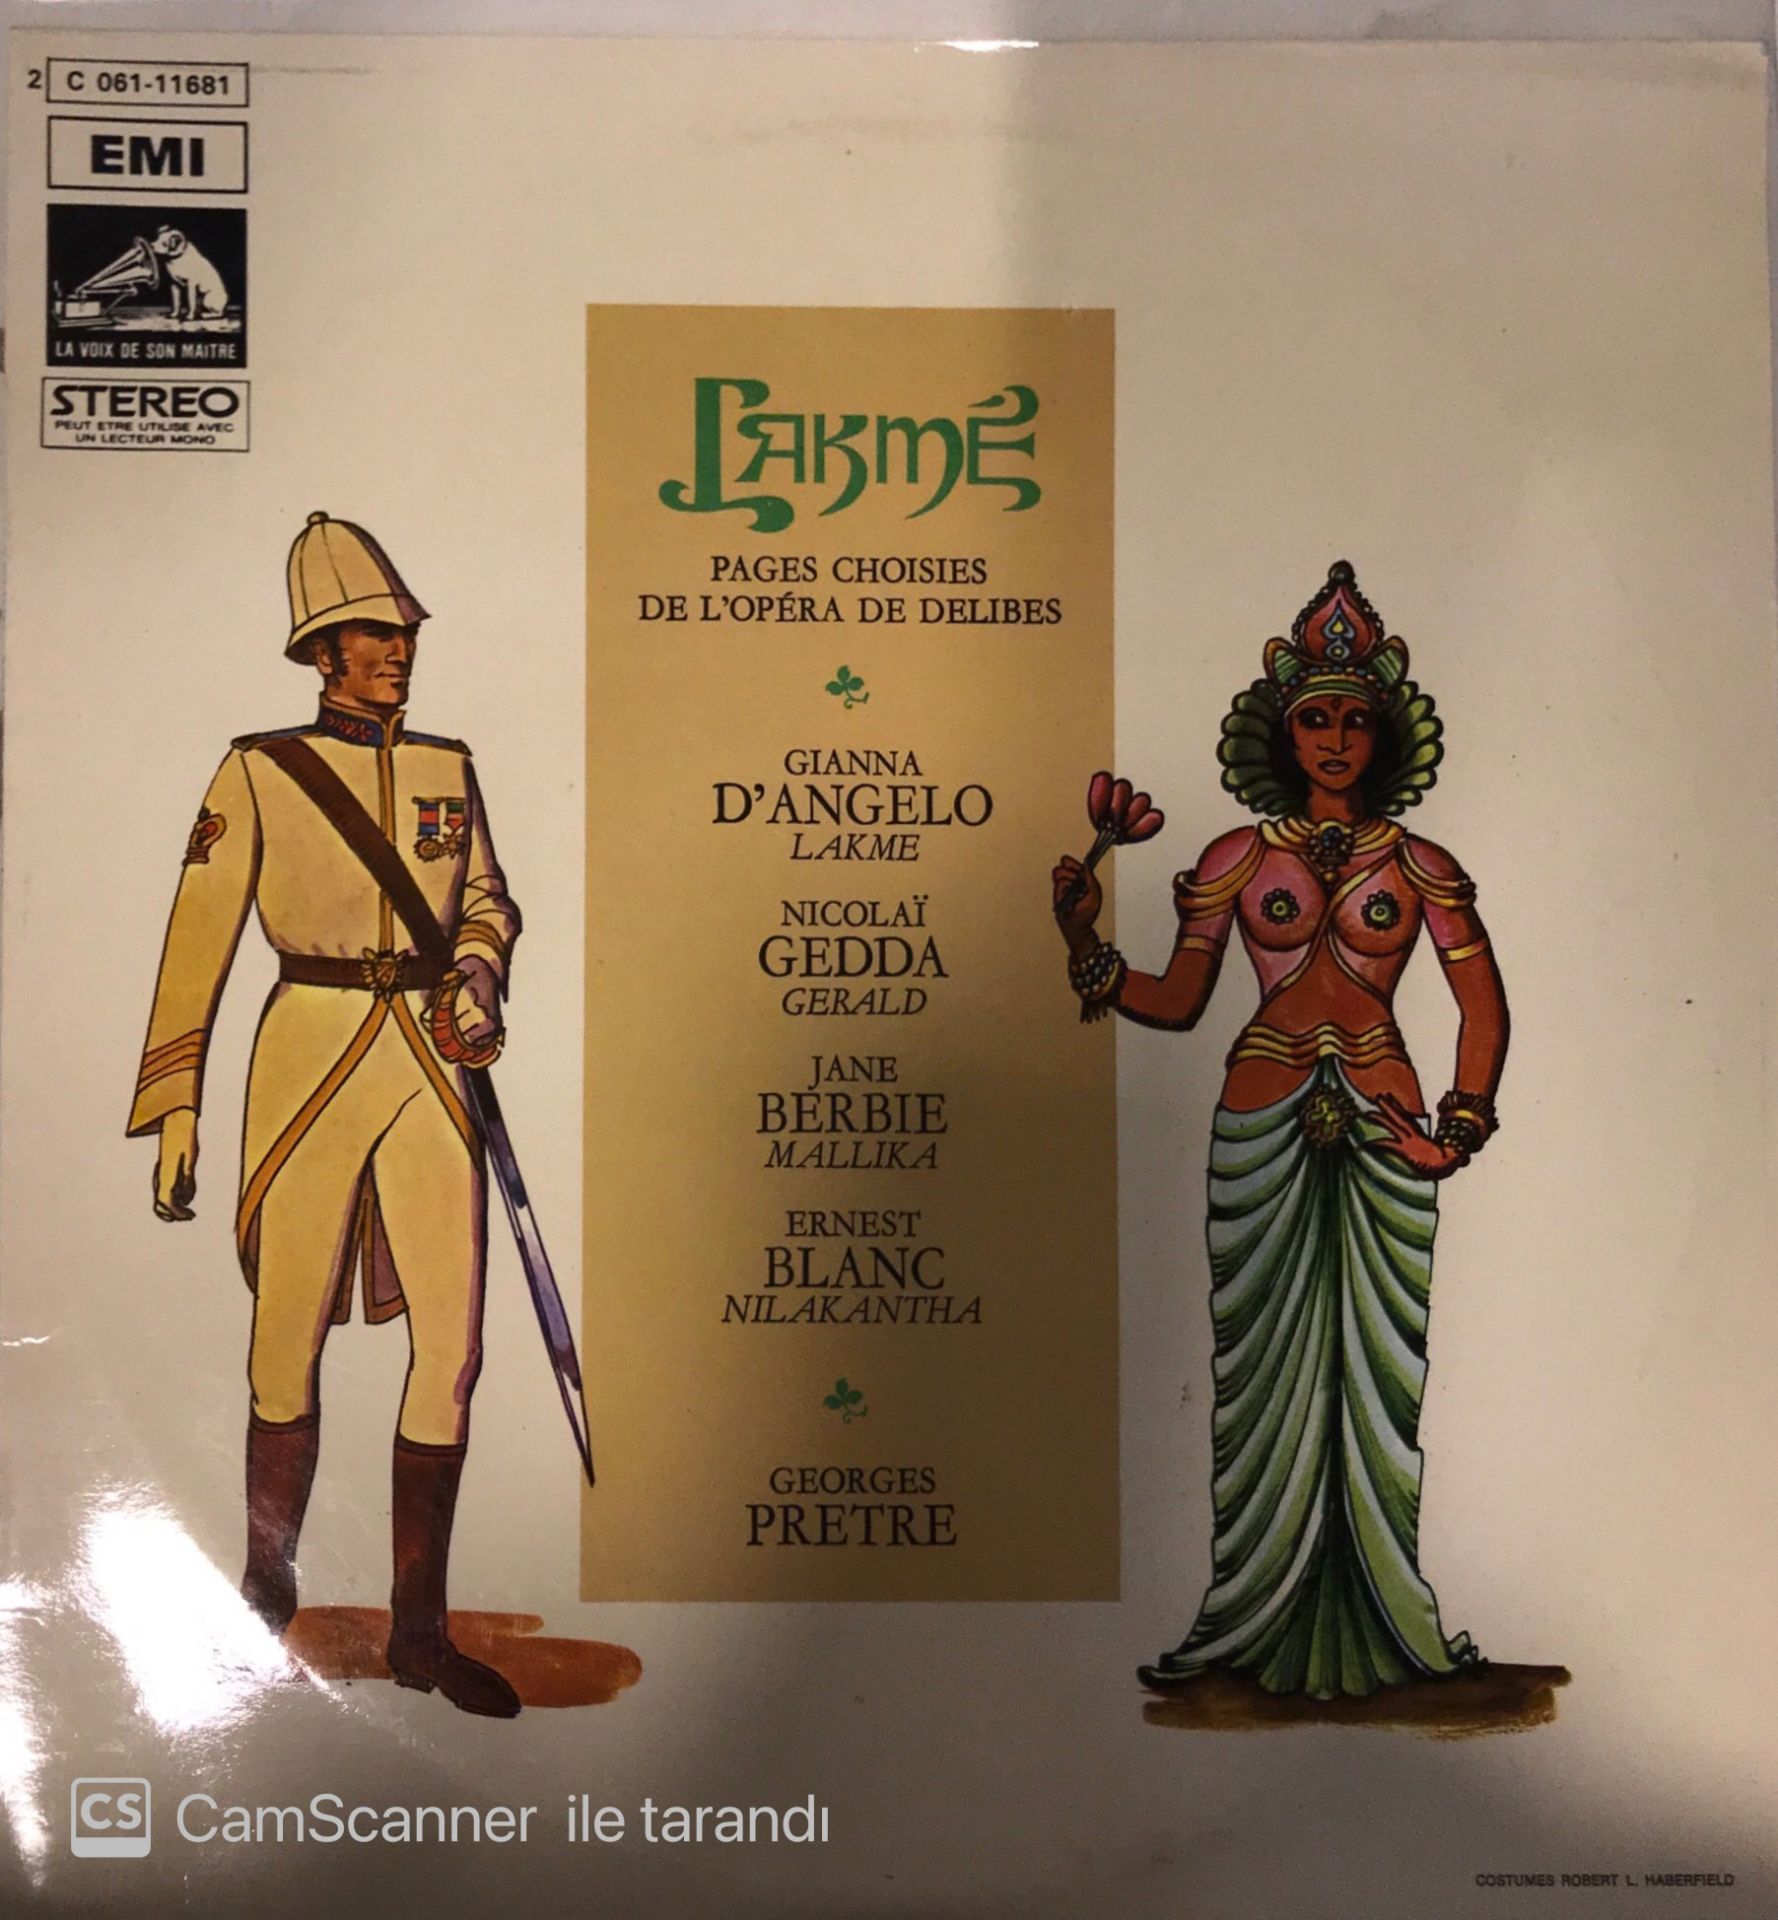 2 C 061-11681
EMI
LA VOIX DE SON MAITRE
STEREO
PEUT ETRE UTILISE AVEC
UN LECTEUR MONO
LAKMÉ
PAGES CHOISIES
DE L'OPÉRA DE DELIBES
GIANNA
D'ANGELO
LAKME
NICOLAÏ
GEDDA
GERALD
JANE
BERBIE
MALLIKA
ERNEST
BLANC
NILAKANTHA
GEORGES
PRETRE
CS CamScanner ile tarandı
COSTUMES ROBERT L. HABERFIELD